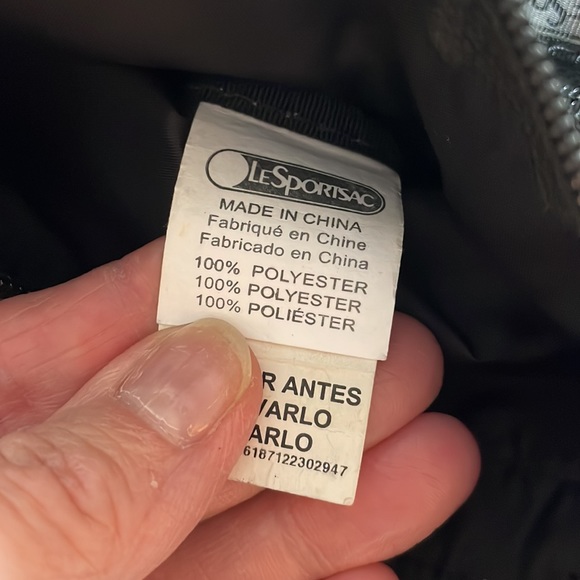 LESPORTSAC
MADE IN CHINA
Fabriqué en Chine
Fabricado en China
100% POLYESTER
100% POLYESTER
100% POLIÉSTER
R ANTES
VARLO
ARLO
6187122302947